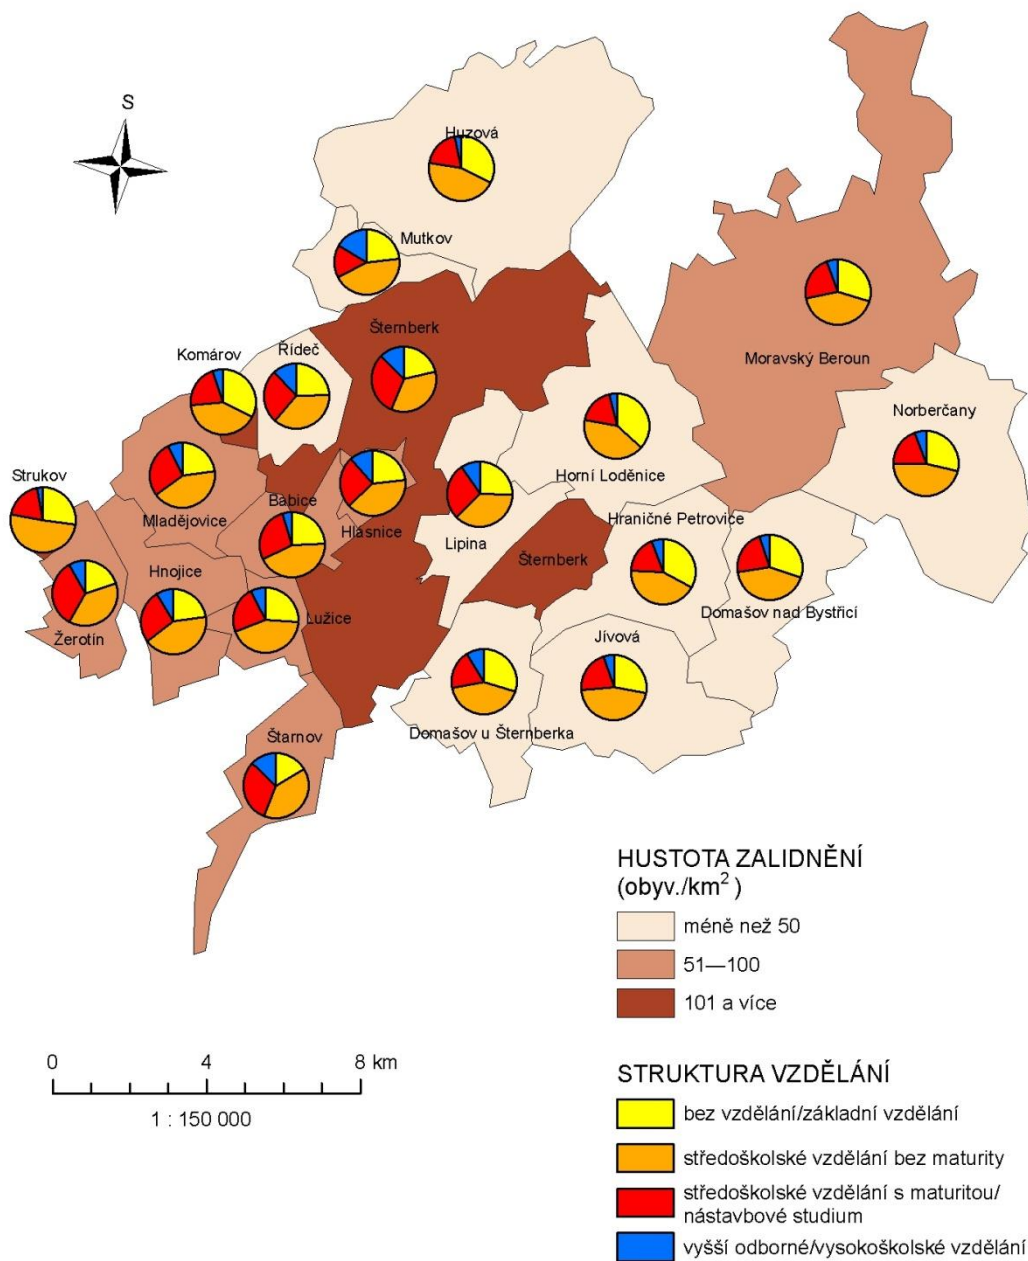 S
Huzová
Mutkov
Šternberk
Řídeč
Komárov
Moravský Beroun
Norberčany
Strukov
Mladějovice
Babice
Hlásnice
Horní Loděnice
Lipina
Hraničné Petrovice
Šternberk
Hnojice
Domašov nad Bystřicí
Žerotín
Lužice
Jívová
Štarnov
Domašov u Šternberka
HUSTOTA ZALIDNĚNÍ
(obyv./km² )
méně než 50
51—100
101 a více
0 4 8 km
1 : 150 000
STRUKTURA VZDĚLÁNÍ
bez vzdělání/základní vzdělání
středoškolské vzdělání bez maturity
středoškolské vzdělání s maturitou/
nástavbové studium
vyšší odborné/vysokoškolské vzdělání